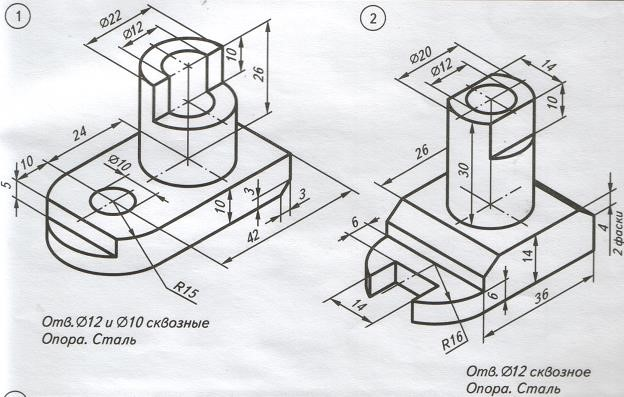 1
Ø22
Ø12
10
26
24
10
Ø10
5
3
10
3
42
R15
Отв. Ø12 и Ø10 сквозные
Опора. Сталь
2
Ø20
Ø12
14
10
26
30
6
4
2 фаски
14
6
14
36
R16
Отв. Ø12 сквозное
Опора. Сталь